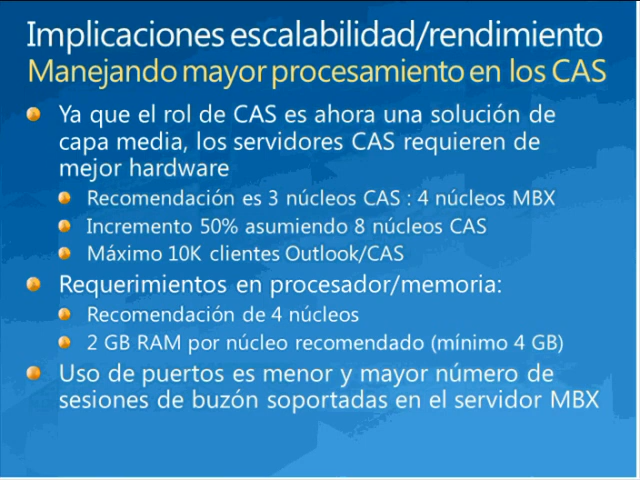 Implicaciones escalabilidad/rendimiento
Manejando mayor procesamiento en los CAS
Ya que el rol de CAS es ahora una solución de
capa media, los servidores CAS requieren de
mejor hardware
Recomendación es 3 núcleos CAS : 4 núcleos MBX
Incremento 50% asumiendo 8 núcleos CAS
Máximo 10K clientes Outlook/CAS
Requerimientos en procesador/memoria:
Recomendación de 4 núcleos
2 GB RAM por núcleo recomendado (mínimo 4 GB)
Uso de puertos es menor y mayor número de
sesiones de buzón soportadas en el servidor MBX